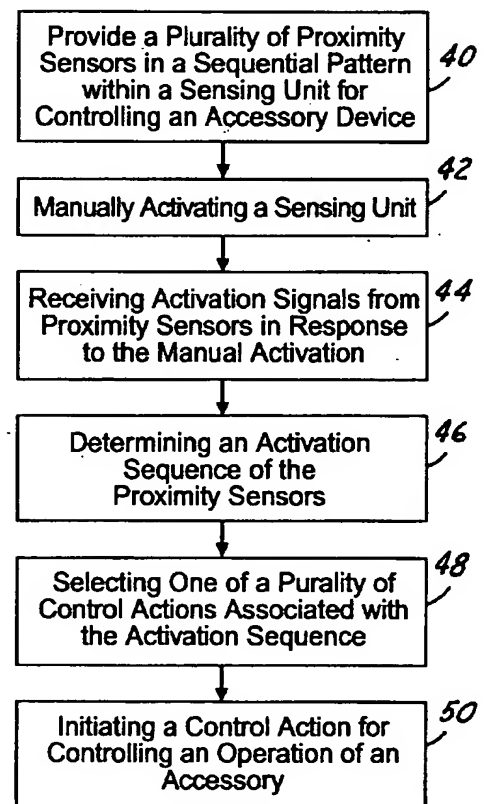 Provide a Plurality of Proximity
Sensors in a Sequential Pattern
within a Sensing Unit for
Controlling an Accessory Device
40
Manually Activating a Sensing Unit
42
Receiving Activation Signals from
Proximity Sensors in Response
to the Manual Activation
44
Determining an Activation
Sequence of the
Proximity Sensors
46
Selecting One of a Purality of
Control Actions Associated with
the Activation Sequence
48
Initiating a Control Action for
Controlling an Operation of an
Accessory
50